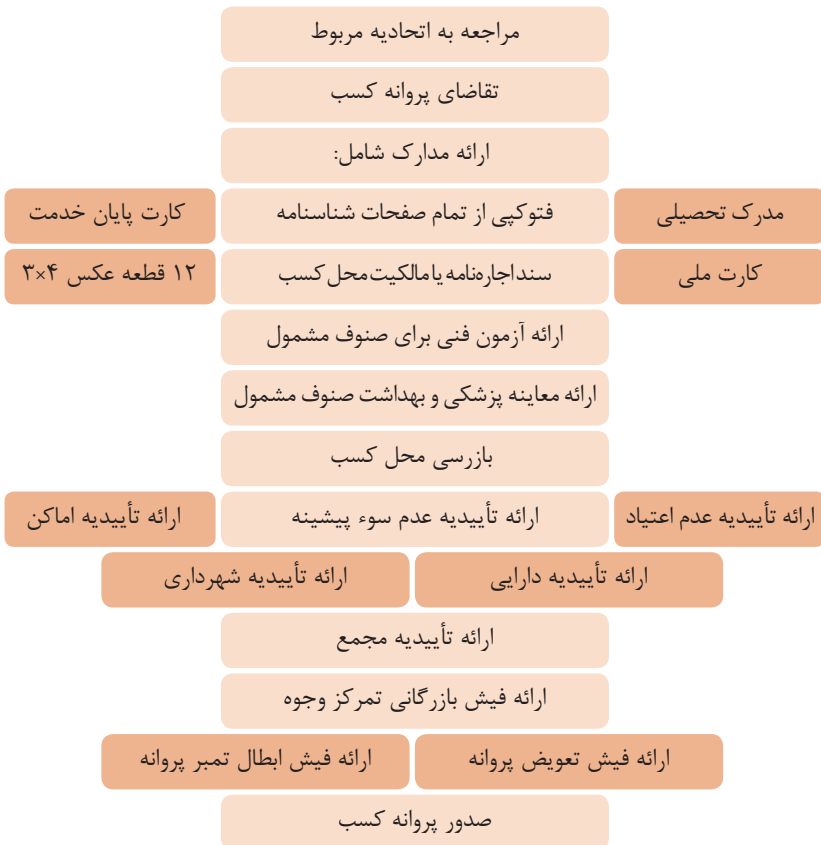 مراجعه به اتحادیه مربوط
تقاضای پروانه کسب
ارائه مدارک شامل:
مدرک تحصیلی
فتوکپی از تمام صفحات شناسنامه
کارت پایان خدمت
کارت ملی
سند اجاره‌نامه یا مالکیت محل کسب
۱۲ قطعه عکس ۳×۴
ارائه آزمون فنی برای صنوف مشمول
ارائه معاینه پزشکی و بهداشت صنوف مشمول
بازرسی محل کسب
ارائه تأییدیه عدم اعتیاد
ارائه تأییدیه عدم سوء پیشینه
ارائه تأییدیه اماکن
ارائه تأییدیه دارایی
ارائه تأییدیه شهرداری
ارائه تأییدیه مجمع
ارائه فیش بازرگانی تمرکز وجوه
ارائه فیش تعویض پروانه
ارائه فیش ابطال تمبر پروانه
صدور پروانه کسب